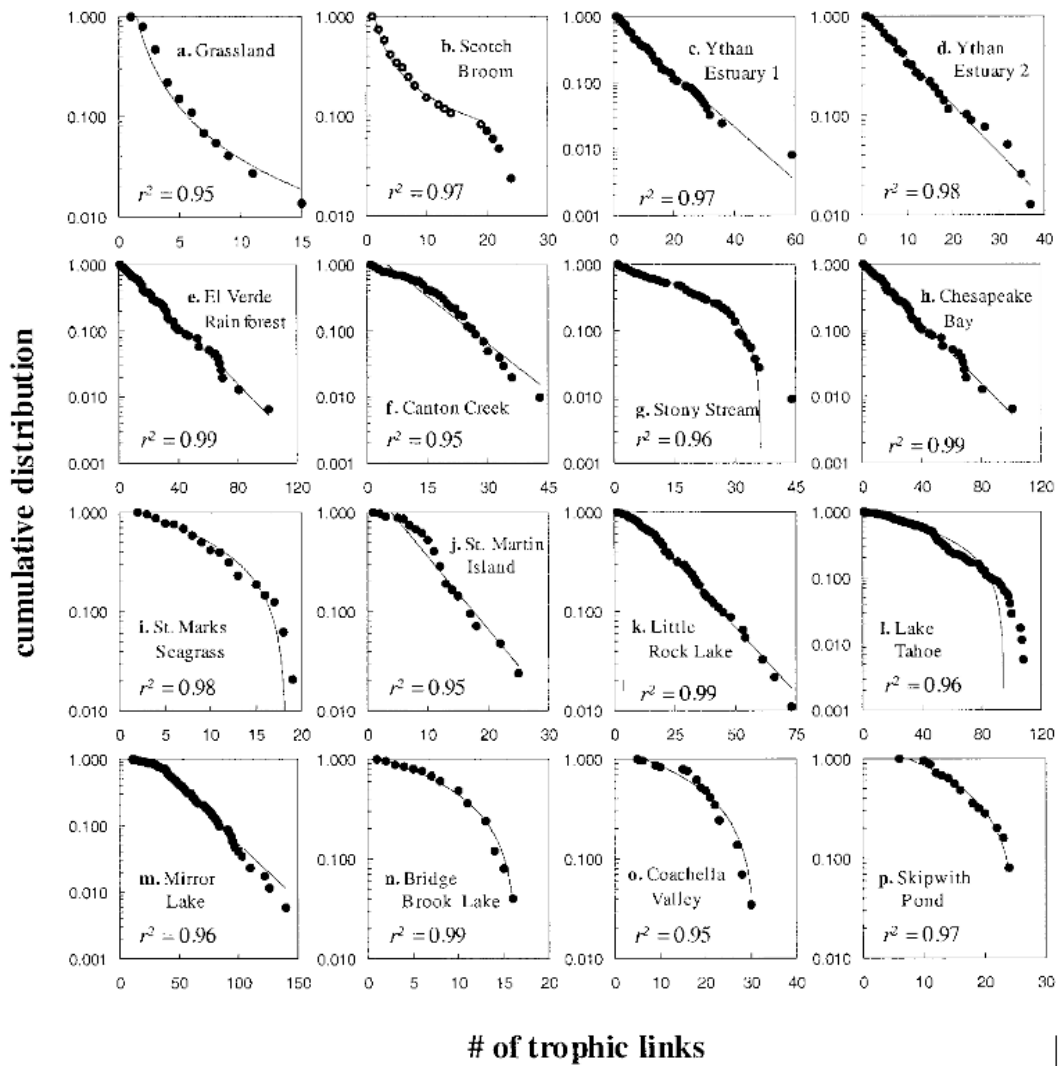 cumulative distribution
1.000
0.100
0.010
a. Grassland
r² = 0.95
0 5 10 15
1.000
0.100
0.010
b. Scotch
Broom
r² = 0.97
0 10 20 30
1.000
0.100
0.010
0.001
c. Ythan
Estuary 1
r² = 0.97
0 20 40 60
1.000
0.100
0.010
d. Ythan
Estuary 2
r² = 0.98
0 10 20 30 40
1.000
0.100
0.010
0.001
e. El Verde
Rainforest
r² = 0.99
0 40 80 120
1.000
0.100
0.010
0.001
f. Canton Creek
r² = 0.95
0 15 30 45
1.000
0.100
0.010
0.001
g. Stony Stream
r² = 0.96
0 15 30 45
1.000
0.100
0.010
0.001
h. Chesapeake
Bay
r² = 0.99
0 40 80 120
1.000
0.100
0.010
i. St. Marks
Seagrass
r² = 0.98
0 5 10 15 20
1.000
0.100
0.010
j. St. Martin
Island
r² = 0.95
0 10 20 30
1.000
0.100
0.010
k. Little
Rock Lake
r² = 0.99
0 25 50 75
1.000
0.100
0.010
0.001
l. Lake
Tahoe
r² = 0.96
0 30 60 90 120
1.000
0.100
0.010
0.001
m. Mirror
Lake
r² = 0.96
0 50 100 150
1.000
0.100
0.010
n. Bridge
Brook Lake
r² = 0.99
0 5 10 15 20
1.000
0.100
0.010
o. Coachella
Valley
r² = 0.95
0 10 20 30 40
1.000
0.100
0.010
p. Skipwith
Pond
r² = 0.97
0 10 20 30
# of trophic links